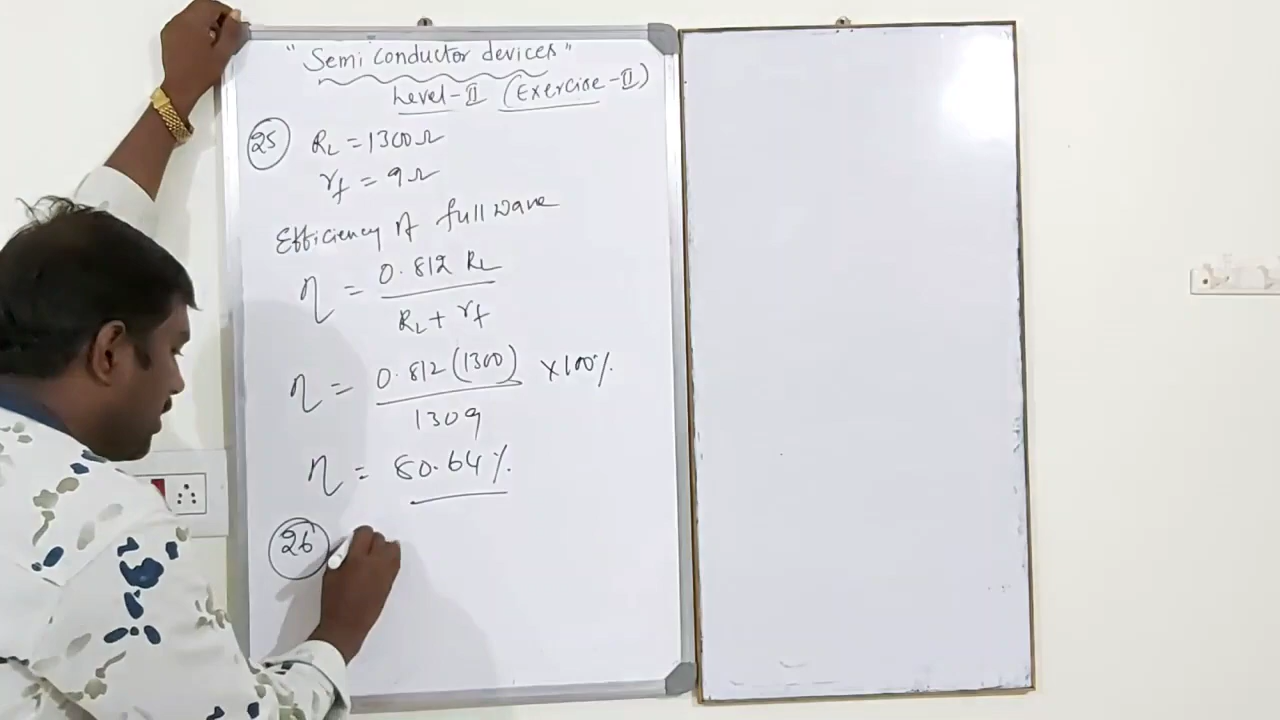 "Semi conductor devices"
Level-II (Exercise-II)
25 RL = 1300Ω
rf = 9Ω
Efficiency of fullwave
η = 0.812 RL / RL + rf
η = 0.812 (1300) / 1309 × 100%
η = 80.64%
26